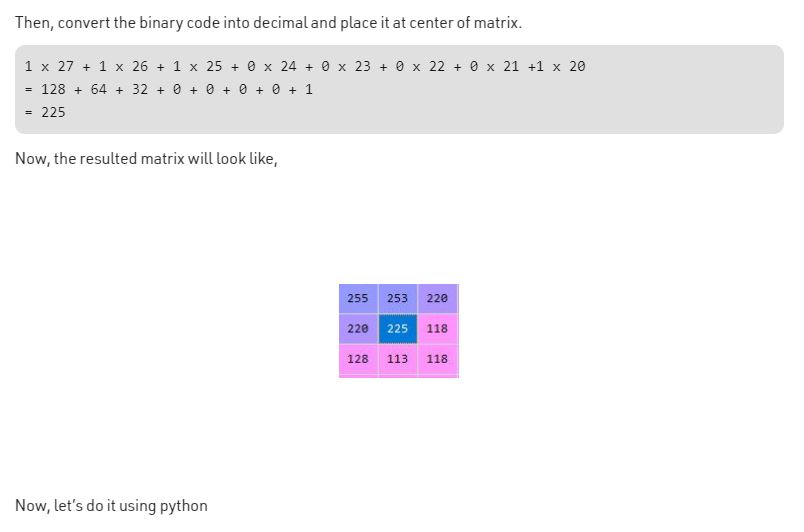 Then, convert the binary code into decimal and place it at center of matrix.
1 x 27 + 1 x 26 + 1 x 25 + 0 x 24 + 0 x 23 + 0 x 22 + 0 x 21 +1 x 20
= 128 + 64 + 32 + 0 + 0 + 0 + 0 + 1
= 225
Now, the resulted matrix will look like,
255 253 220
220 225 118
128 113 118
Now, let's do it using python